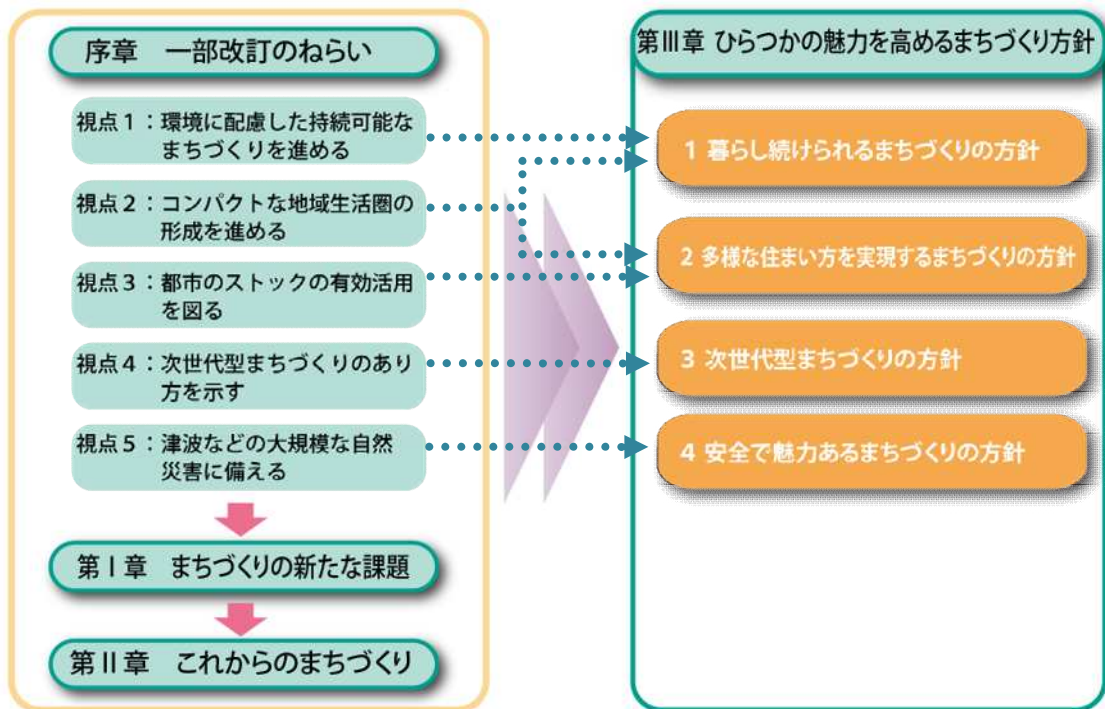 序章 一部改訂のねらい
視点1：環境に配慮した持続可能な
まちづくりを進める
視点2：コンパクトな地域生活圏の
形成を進める
視点3：都市のストックの有効活用
を図る
視点4：次世代型まちづくりのあり
方を示す
視点5：津波などの大規模な自然
災害に備える
第Ⅰ章 まちづくりの新たな課題
第Ⅱ章 これからのまちづくり
第Ⅲ章 ひらつかの魅力を高めるまちづくり方針
1 暮らし続けられるまちづくりの方針
2 多様な住まい方を実現するまちづくりの方針
3 次世代型まちづくりの方針
4 安全で魅力あるまちづくりの方針